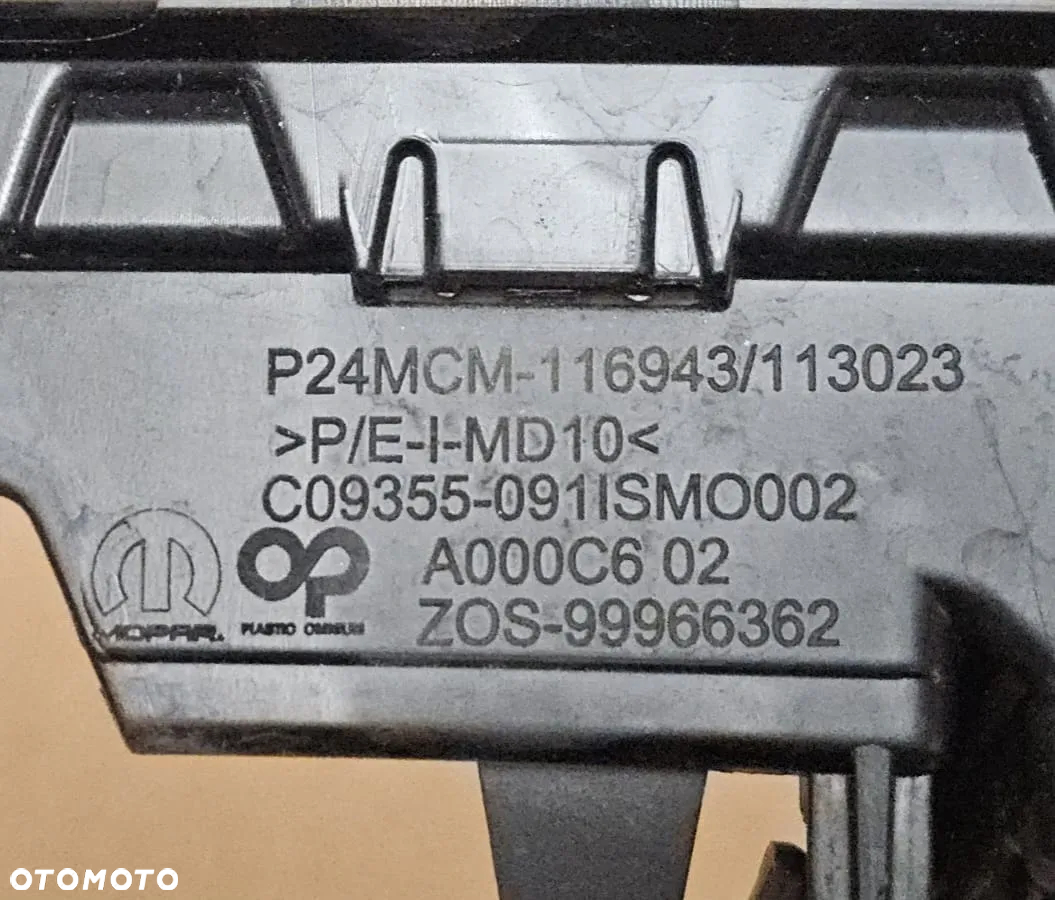 P24MCM-116943/113023
>P/E-I-MD10<
C09355-091ISMO002
A000C6 02
ZOS-99966362
MOPAR.
PLASTIC OMNIUM
OTOMOTO